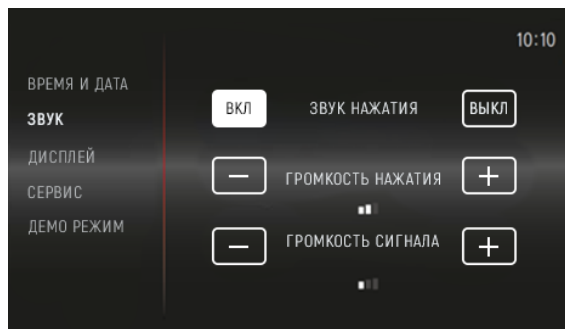 10:10
ВРЕМЯ И ДАТА
ЗВУК
ДИСПЛЕЙ
СЕРВИС
ДЕМО РЕЖИМ
ВКЛ ЗВУК НАЖАТИЯ ВЫКЛ
— ГРОМКОСТЬ НАЖАТИЯ +
— ГРОМКОСТЬ СИГНАЛА +